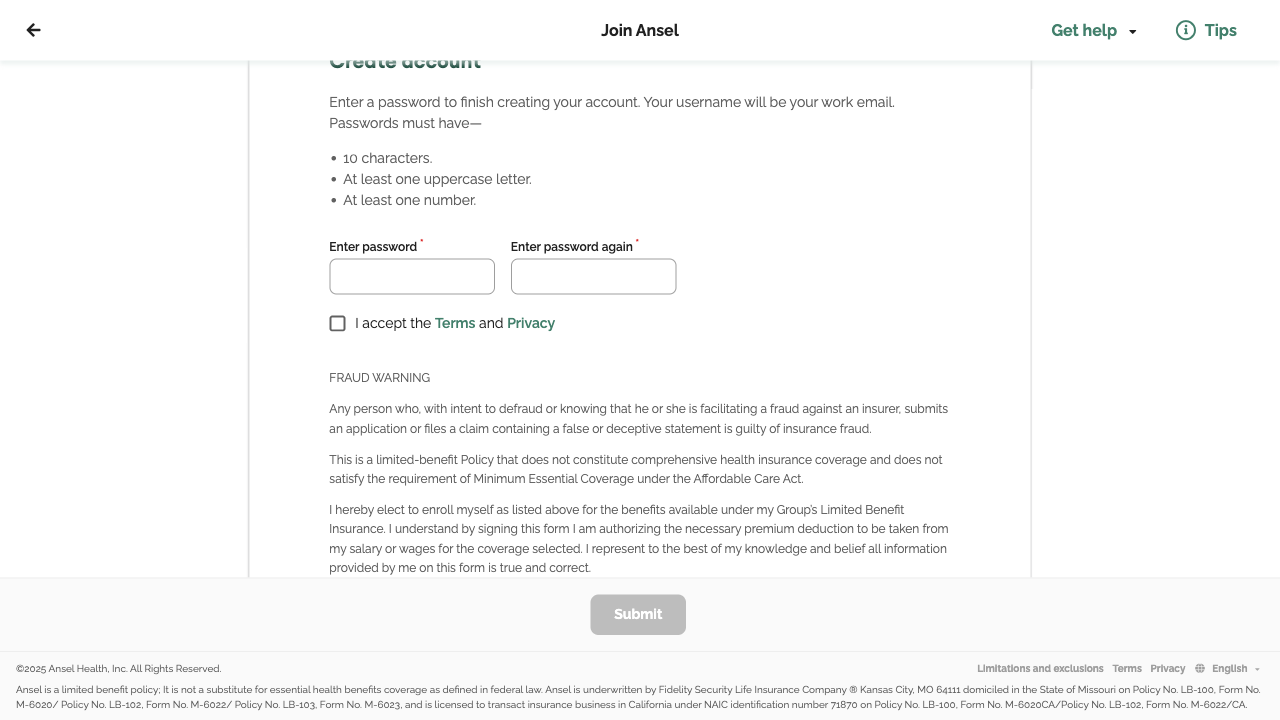 Join Ansel
Get help
Tips
Create account
Enter a password to finish creating your account. Your username will be your work email.
Passwords must have—
• 10 characters.
• At least one uppercase letter.
• At least one number.
Enter password *
Enter password again *
I accept the Terms and Privacy
FRAUD WARNING
Any person who, with intent to defraud or knowing that he or she is facilitating a fraud against an insurer, submits
an application or files a claim containing a false or deceptive statement is guilty of insurance fraud.
This is a limited-benefit Policy that does not constitute comprehensive health insurance coverage and does not
satisfy the requirement of Minimum Essential Coverage under the Affordable Care Act.
I hereby elect to enroll myself as listed above for the benefits available under my Group's Limited Benefit
Insurance. I understand by signing this form I am authorizing the necessary premium deduction to be taken from
my salary or wages for the coverage selected. I represent to the best of my knowledge and belief all information
provided by me on this form is true and correct.
Submit
©2025 Ansel Health, Inc. All Rights Reserved.
Limitations and exclusions Terms Privacy English
Ansel is a limited benefit policy; It is not a substitute for essential health benefits coverage as defined in federal law. Ansel is underwritten by Fidelity Security Life Insurance Company ® Kansas City, MO 64111 domiciled in the State of Missouri on Policy No. LB-100, Form No.
M-6020/ Policy No. LB-102, Form No. M-6022/ Policy No. LB-103, Form No. M-6023, and is licensed to transact insurance business in California under NAIC identification number 71870 on Policy No. LB-100, Form No. M-6020CA/Policy No. LB-102, Form No. M-6022/CA.